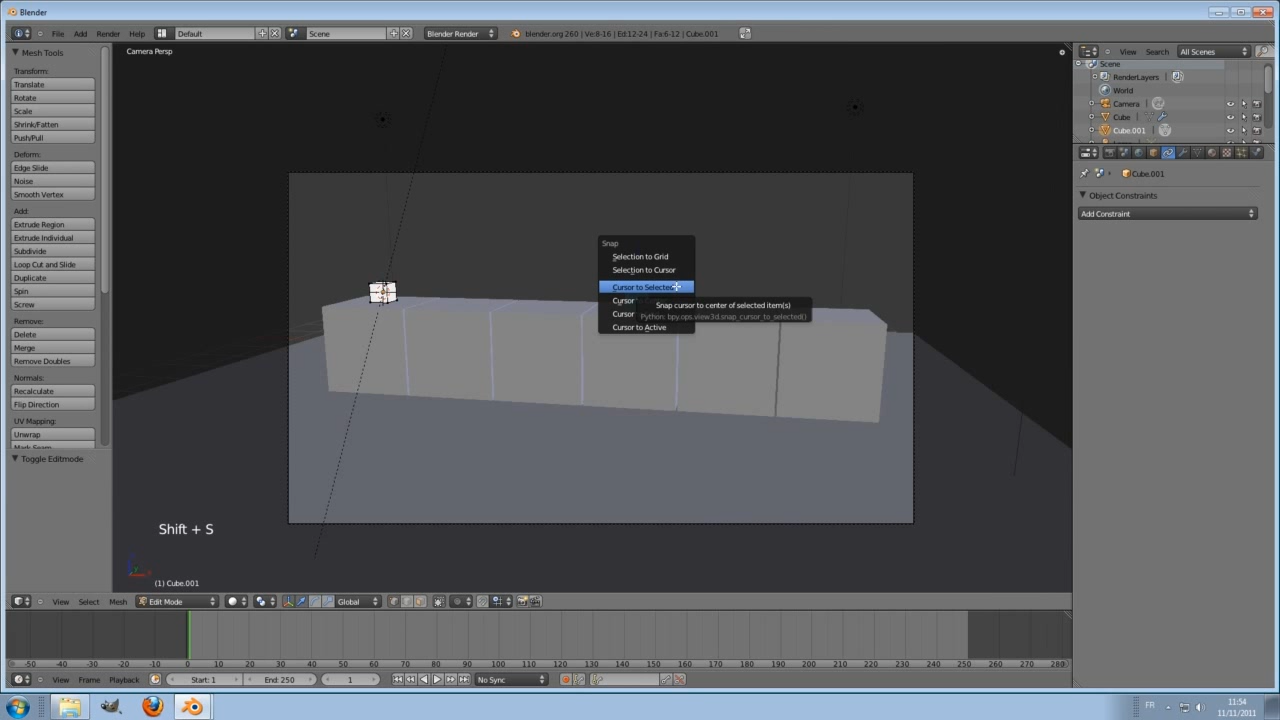 Blender
File Add Render Help Default Scene Blender Render blender.org 260 | Ve:8-16 | Ed:12-24 | Fa:6-12 | Cube.001
Mesh Tools
Transform:
Translate
Rotate
Scale
Shrink/Fatten
Push/Pull
Deform:
Edge Slide
Noise
Smooth Vertex
Add:
Extrude Region
Extrude Individual
Subdivide
Loop Cut and Slide
Duplicate
Spin
Screw
Remove:
Delete
Merge
Remove Doubles
Normals:
Recalculate
Flip Direction
UV Mapping:
Unwrap
Mark Seam
Toggle Editmode
Camera Persp
Snap
Selection to Grid
Selection to Cursor
Cursor to Selected
Cursor
Cursor
Cursor to Active
Snap cursor to center of selected item(s)
Python: bpy.ops.view3d.snap_cursor_to_selected()
Shift + S
(1) Cube.001
View Search All Scenes
Scene
RenderLayers
World
Camera
Cube
Cube.001
Cube.001
Object Constraints
Add Constraint
View Select Mesh Edit Mode Global
-50 -40 -30 -20 -10 0 10 20 30 40 50 60 70 80 90 100 110 120 130 140 150 160 170 180 190 200 210 220 230 240 250 260 270 280
View Frame Playback Start: 1 End: 250 1 No Sync
FR 11:54
11/11/2011